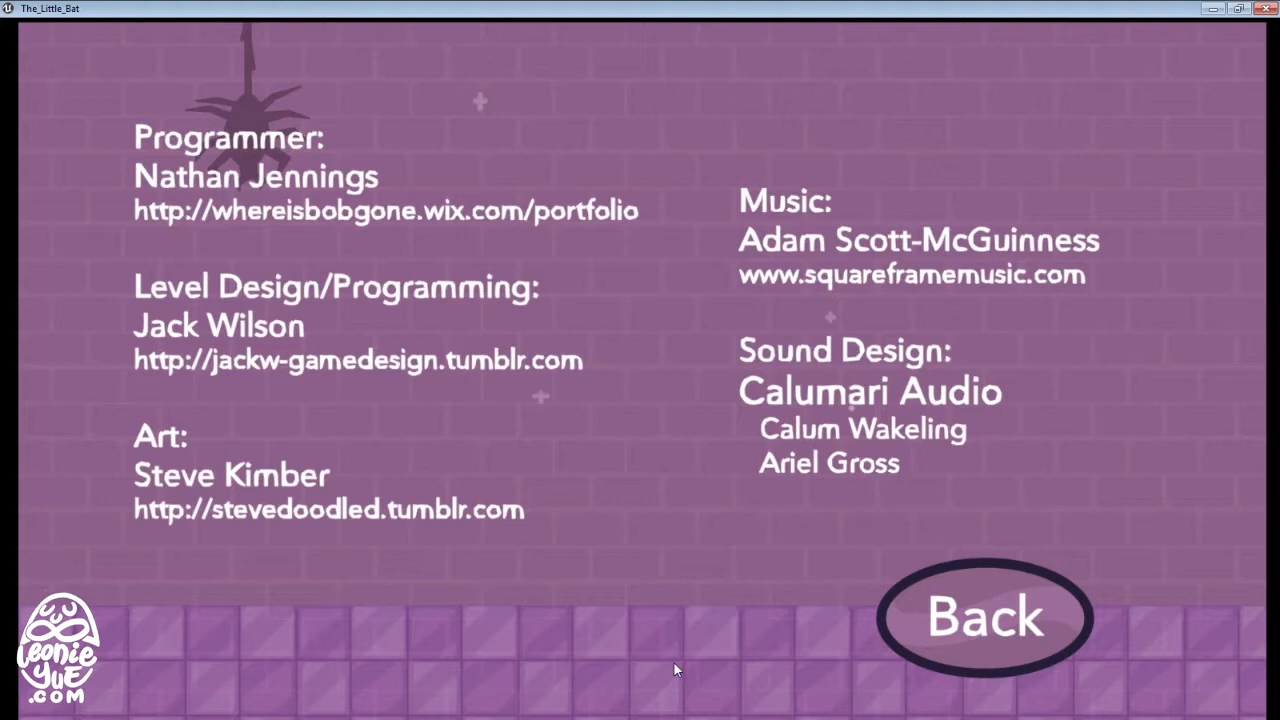 The_Little_Bat
Programmer:
Nathan Jennings
http://whereisbobgone.wix.com/portfolio
Level Design/Programming:
Jack Wilson
http://jackw-gamedesign.tumblr.com
Art:
Steve Kimber
http://stevedoodled.tumblr.com
Music:
Adam Scott-McGuinness
www.squareframemusic.com
Sound Design:
Calumari Audio
Calum Wakeling
Ariel Gross
Back
leonie
yue
.com